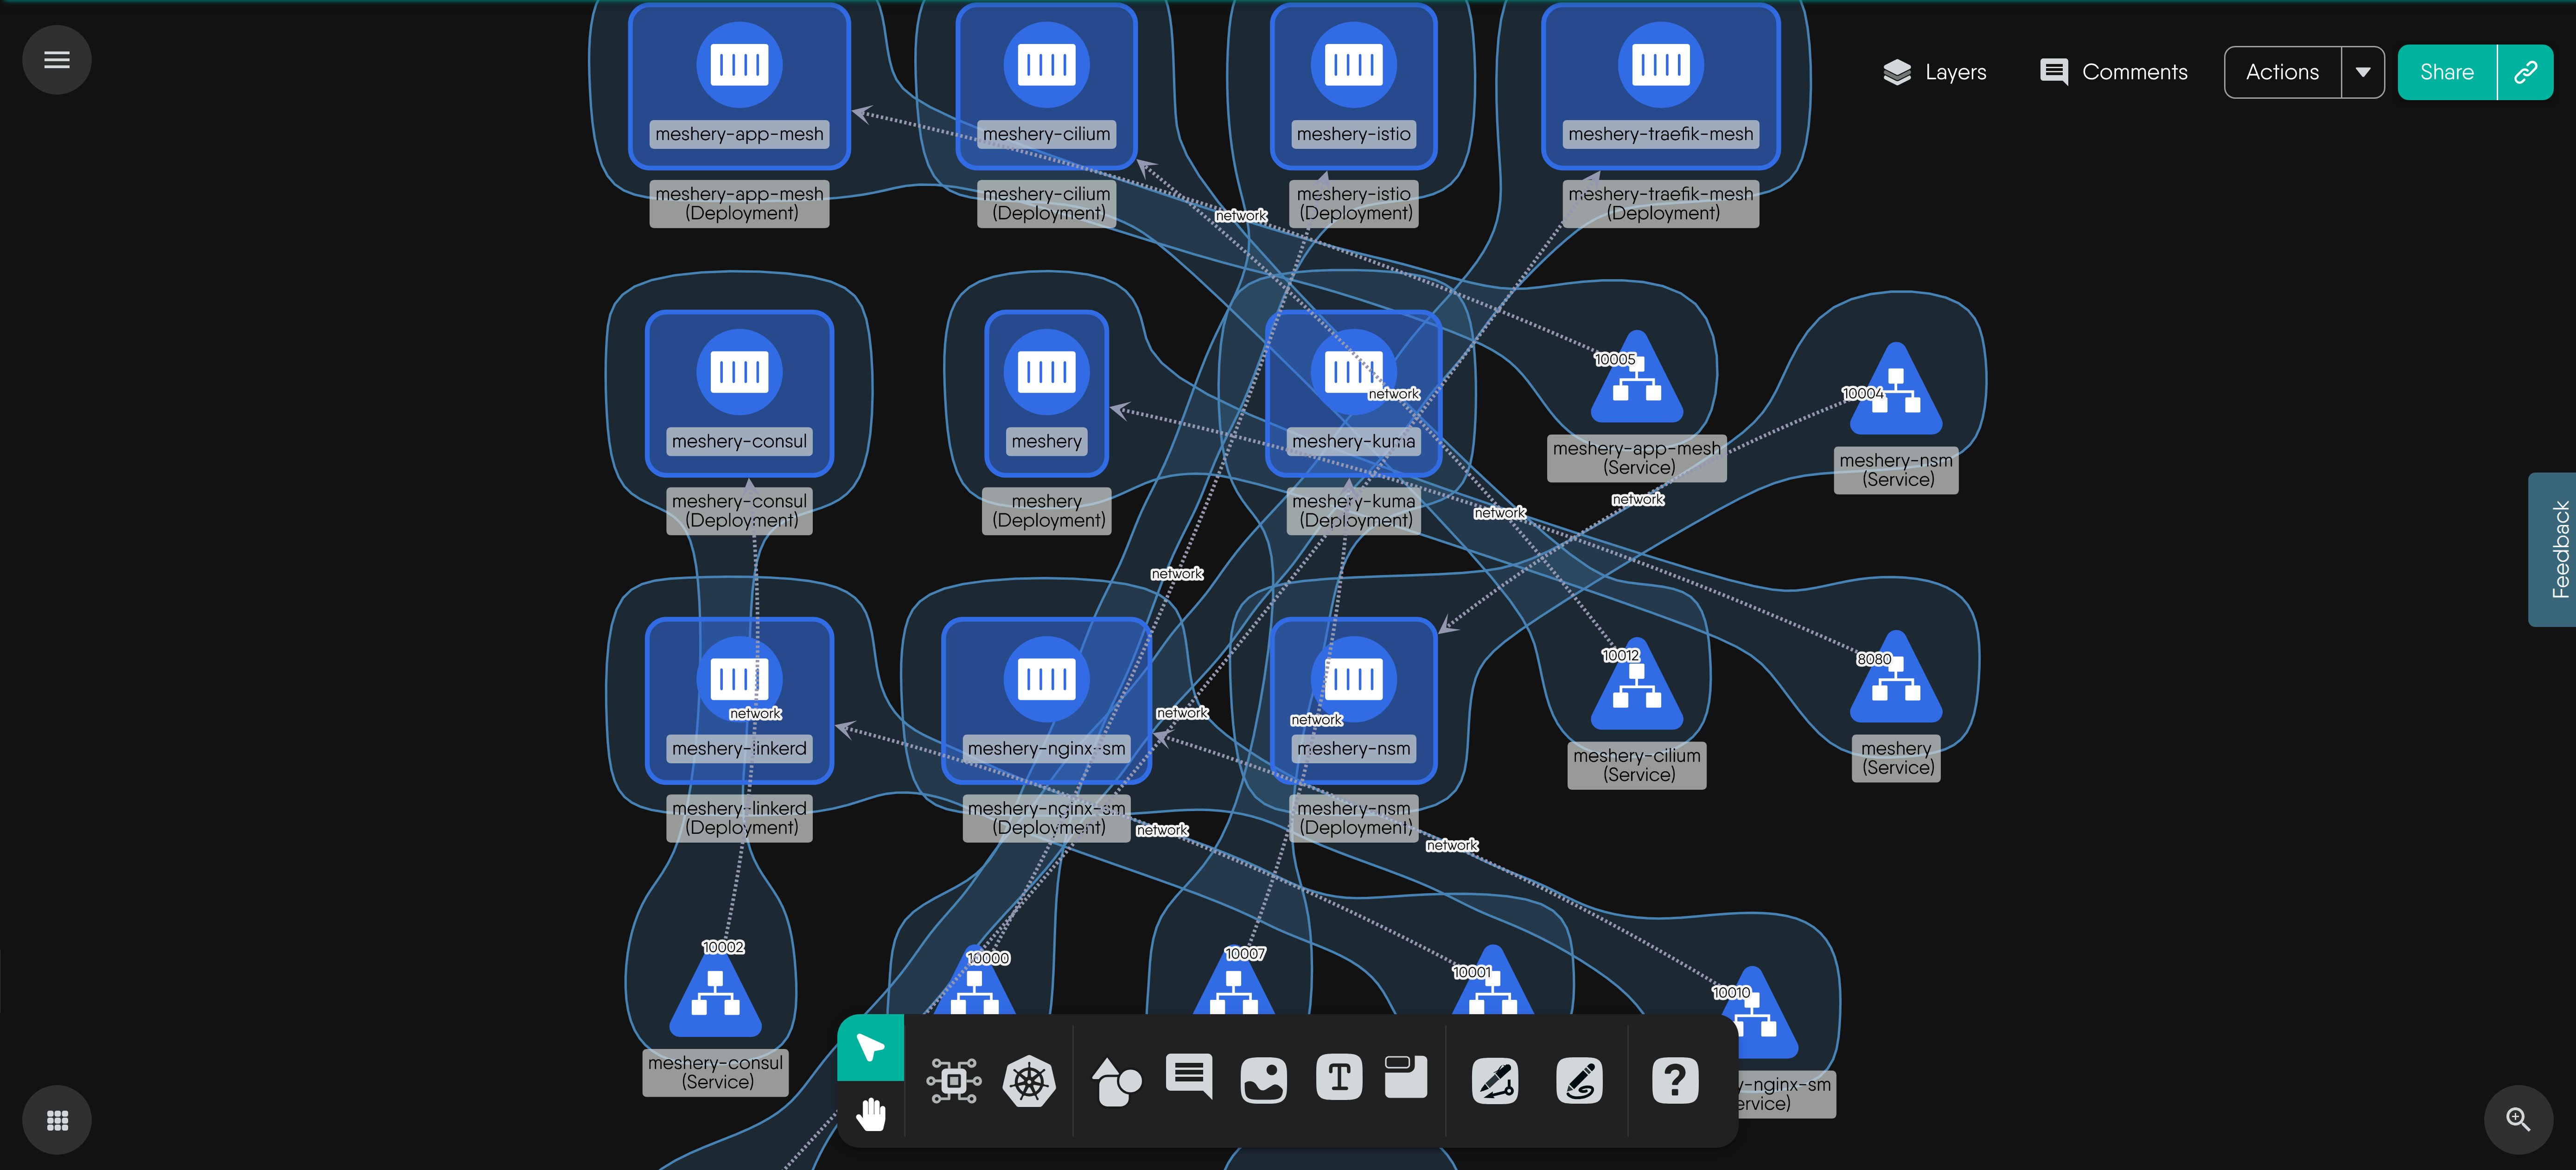 meshery-app-mesh
meshery-cilium
meshery-istio
meshery-traefik-mesh
Layers
Comments
Actions
Share
meshery-app-mesh
(Deployment)
meshery-cilium
(Deployment)
meshery-istio
(Deployment)
meshery-traefik-mesh
(Deployment)
network
10005
10004
network
meshery-consul
meshery
meshery-kuma
meshery-app-mesh
(Service)
meshery-nsm
(Service)
meshery-consul
(Deployment)
meshery
(Deployment)
meshery-kuma
(Deployment)
network
network
Feedback
network
10012
8080
network
network
network
meshery-linkerd
meshery-nginx-sm
meshery-nsm
meshery-cilium
(Service)
meshery
(Service)
meshery-linkerd
(Deployment)
meshery-nginx-sm
(Deployment)
meshery-nsm
(Deployment)
network
network
10002
10000
10007
10001
10010
meshery-consul
(Service)
y-nginx-sm
ervice)